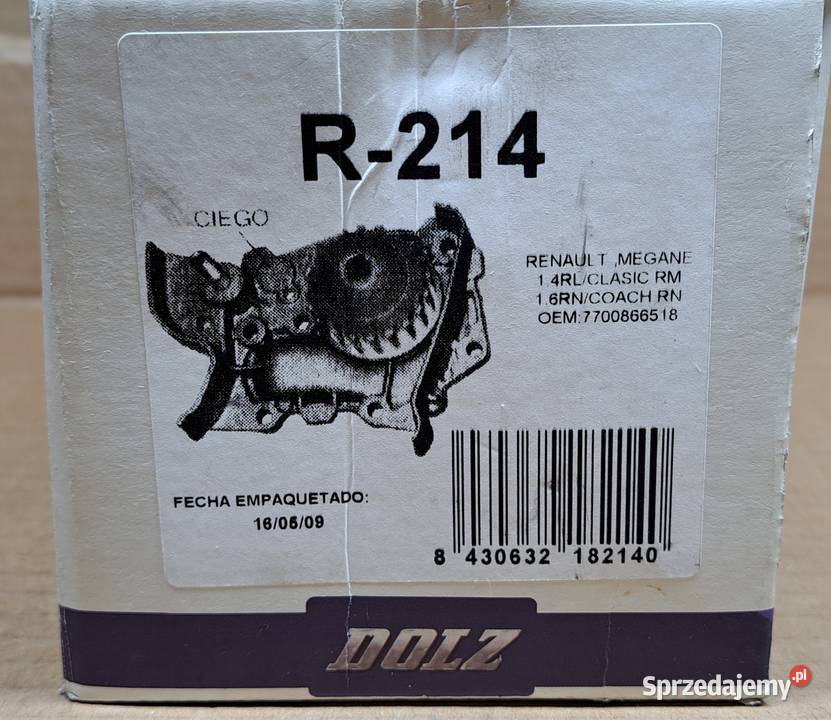 R-214
CIEGO
RENAULT ,MEGANE
1.4RL/CLASIC RM
1.6RN/COACH RN
OEM:7700866518
FECHA EMPAQUETADO:
16/05/09
8 430632 182140
DOLZ
Sprzedajemy.pl